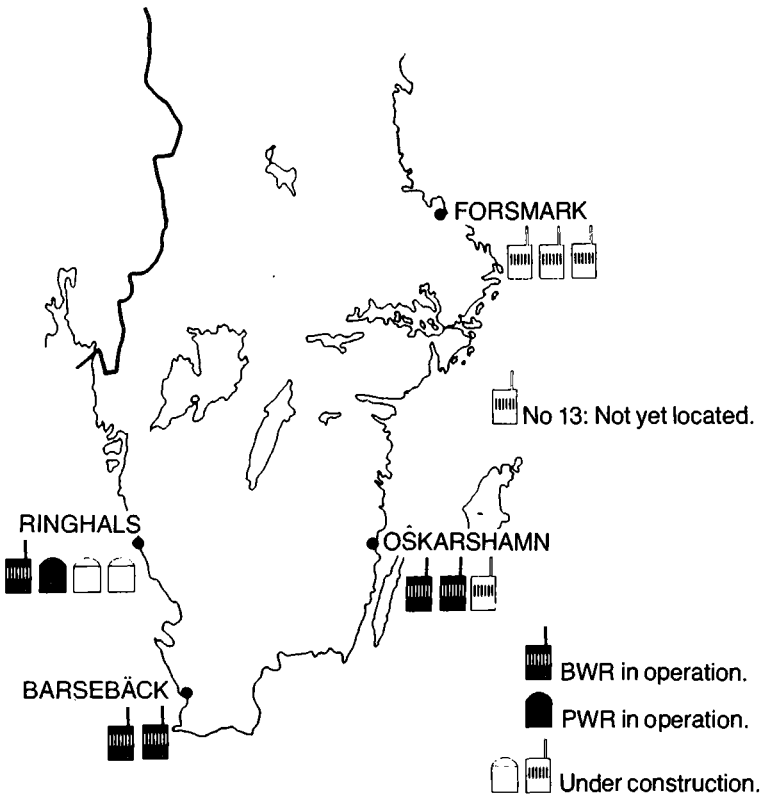 FORSMARK
No 13: Not yet located.
RINGHALS
OSKARSHAMN
BARSEBÄCK
BWR in operation.
PWR in operation.
Under construction.